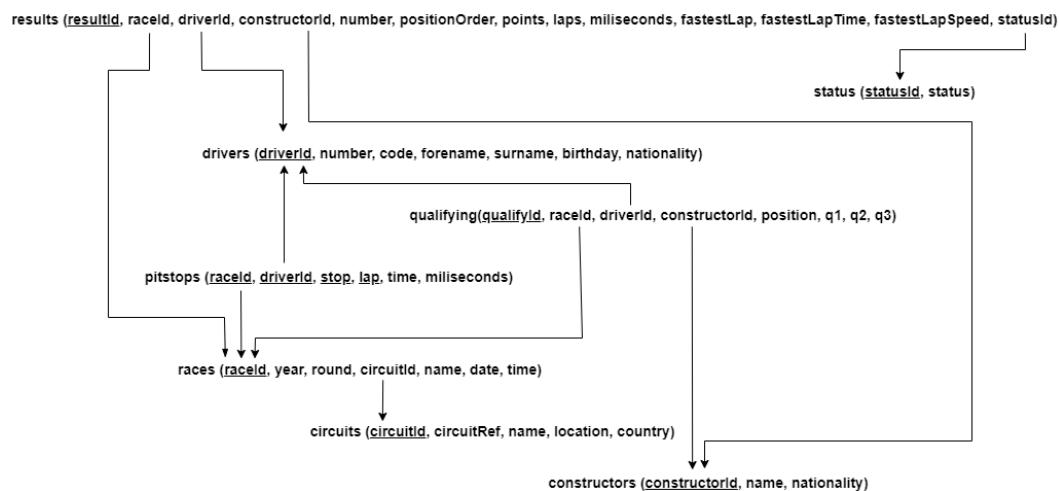 results (resultId, raceId, driverId, constructorId, number, positionOrder, points, laps, miliseconds, fastestLap, fastestLapTime, fastestLapSpeed, statusId)
status (statusId, status)
drivers (driverId, number, code, forename, surname, birthday, nationality)
qualifying(qualifyId, raceId, driverId, constructorId, position, q1, q2, q3)
pitstops (raceId, driverId, stop, lap, time, miliseconds)
races (raceId, year, round, circuitId, name, date, time)
circuits (circuitId, circuitRef, name, location, country)
constructors (constructorId, name, nationality)